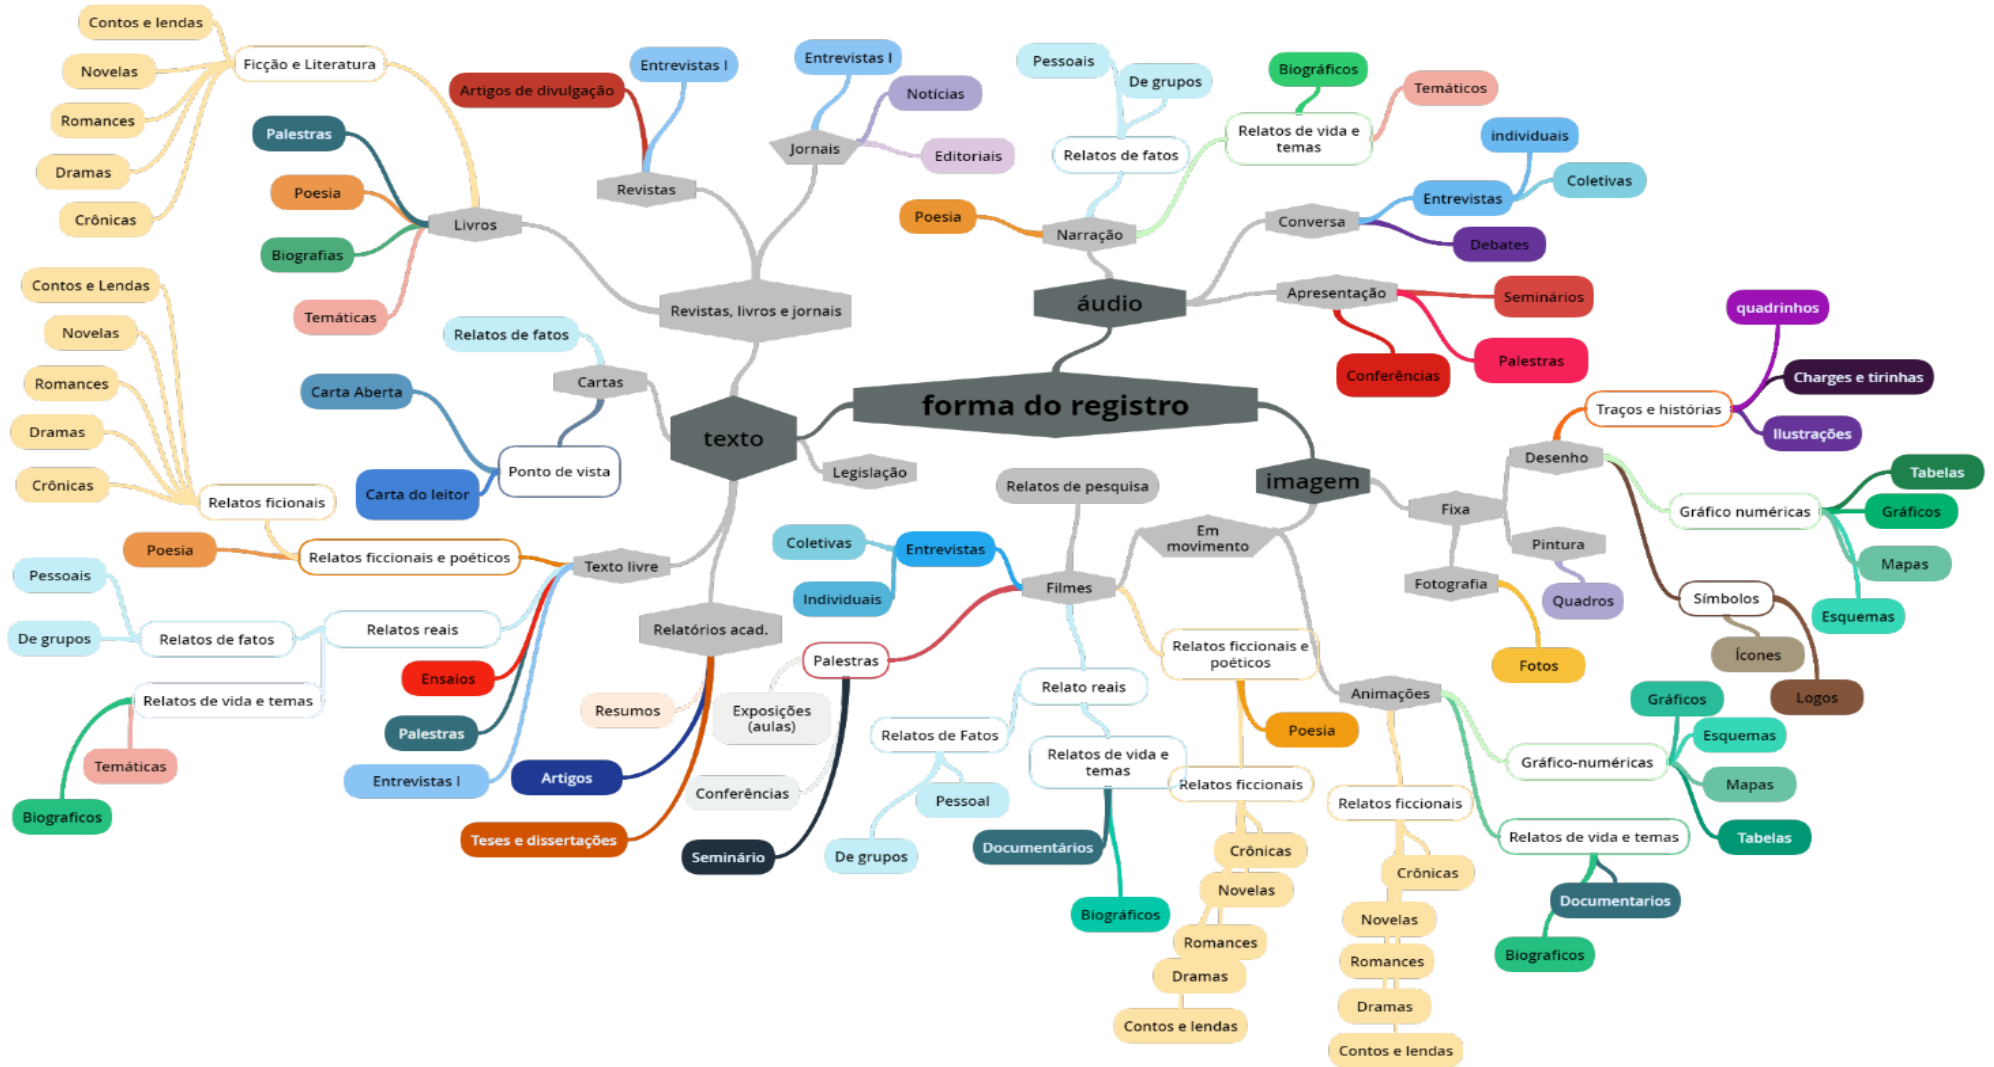 forma do registro
texto
Revistas, livros e jornais
Livros
Ficção e Literatura
Contos e lendas
Novelas
Romances
Dramas
Crônicas
Palestras
Poesia
Biografias
Temáticas
Revistas
Artigos de divulgação
Entrevistas I
Jornais
Entrevistas I
Notícias
Editoriais
Cartas
Relatos de fatos
Ponto de vista
Carta Aberta
Carta do leitor
Legislação
Texto livre
Relatos ficcionais e poéticos
Relatos ficionais
Contos e Lendas
Novelas
Romances
Dramas
Crônicas
Poesia
Relatos reais
Relatos de fatos
Pessoais
De grupos
Relatos de vida e temas
Temáticas
Biograficos
Ensaios
Palestras
Entrevistas I
Relatórios acad.
Resumos
Artigos
Teses e dissertações
áudio
Narração
Poesia
Relatos de fatos
Pessoais
De grupos
Relatos de vida e
temas
Biográficos
Temáticos
Conversa
Entrevistas
individuais
Coletivas
Debates
Apresentação
Seminários
Palestras
Conferências
imagem
Em
movimento
Filmes
Relatos de pesquisa
Entrevistas
Coletivas
Individuais
Palestras
Exposições
(aulas)
Conferências
Seminário
Relato reais
Relatos de Fatos
Pessoal
De grupos
Relatos de vida e
temas
Documentários
Biográficos
Relatos ficcionais e
poéticos
Poesia
Relatos ficcionais
Crônicas
Novelas
Romances
Dramas
Contos e lendas
Animações
Relatos ficcionais
Crônicas
Novelas
Romances
Dramas
Contos e lendas
Gráfico-numéricas
Gráficos
Esquemas
Mapas
Tabelas
Relatos de vida e temas
Documentarios
Biograficos
Fixa
Desenho
Traços e histórias
quadrinhos
Charges e tirinhas
Ilustrações
Gráfico numéricas
Tabelas
Gráficos
Mapas
Esquemas
Símbolos
Ícones
Logos
Pintura
Quadros
Fotografia
Fotos